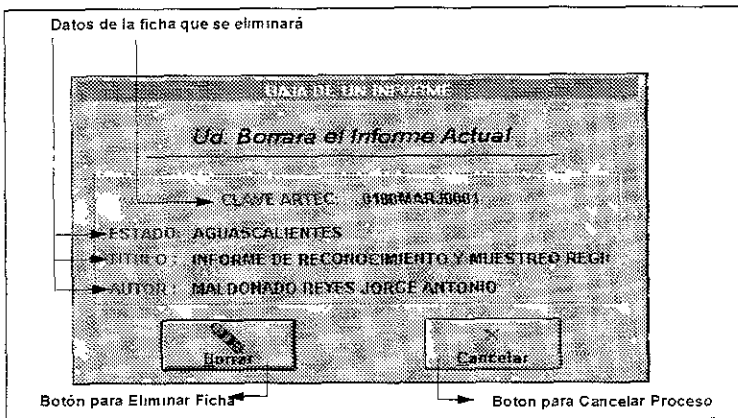 Datos de la ficha que se eliminará
BAJA DE UN INFORME
Ud. Borrara el Informe Actual
CLAVE ARTEC: 0100MARJ0001
ESTADO: AGUASCALIENTES
TITULO: INFORME DE RECONOCIMIENTO Y MUESTREO REGI
AUTOR: MALDONADO REYES JORGE ANTONIO
Borrar
Cancelar
Botón para Eliminar Ficha
Boton para Cancelar Proceso